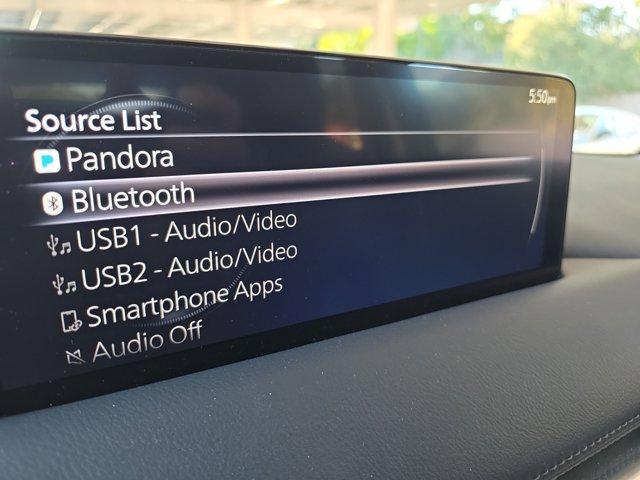 5:50pm
Source List
Pandora
Bluetooth
USB1 - Audio/Video
USB2 - Audio/Video
Smartphone Apps
Audio Off